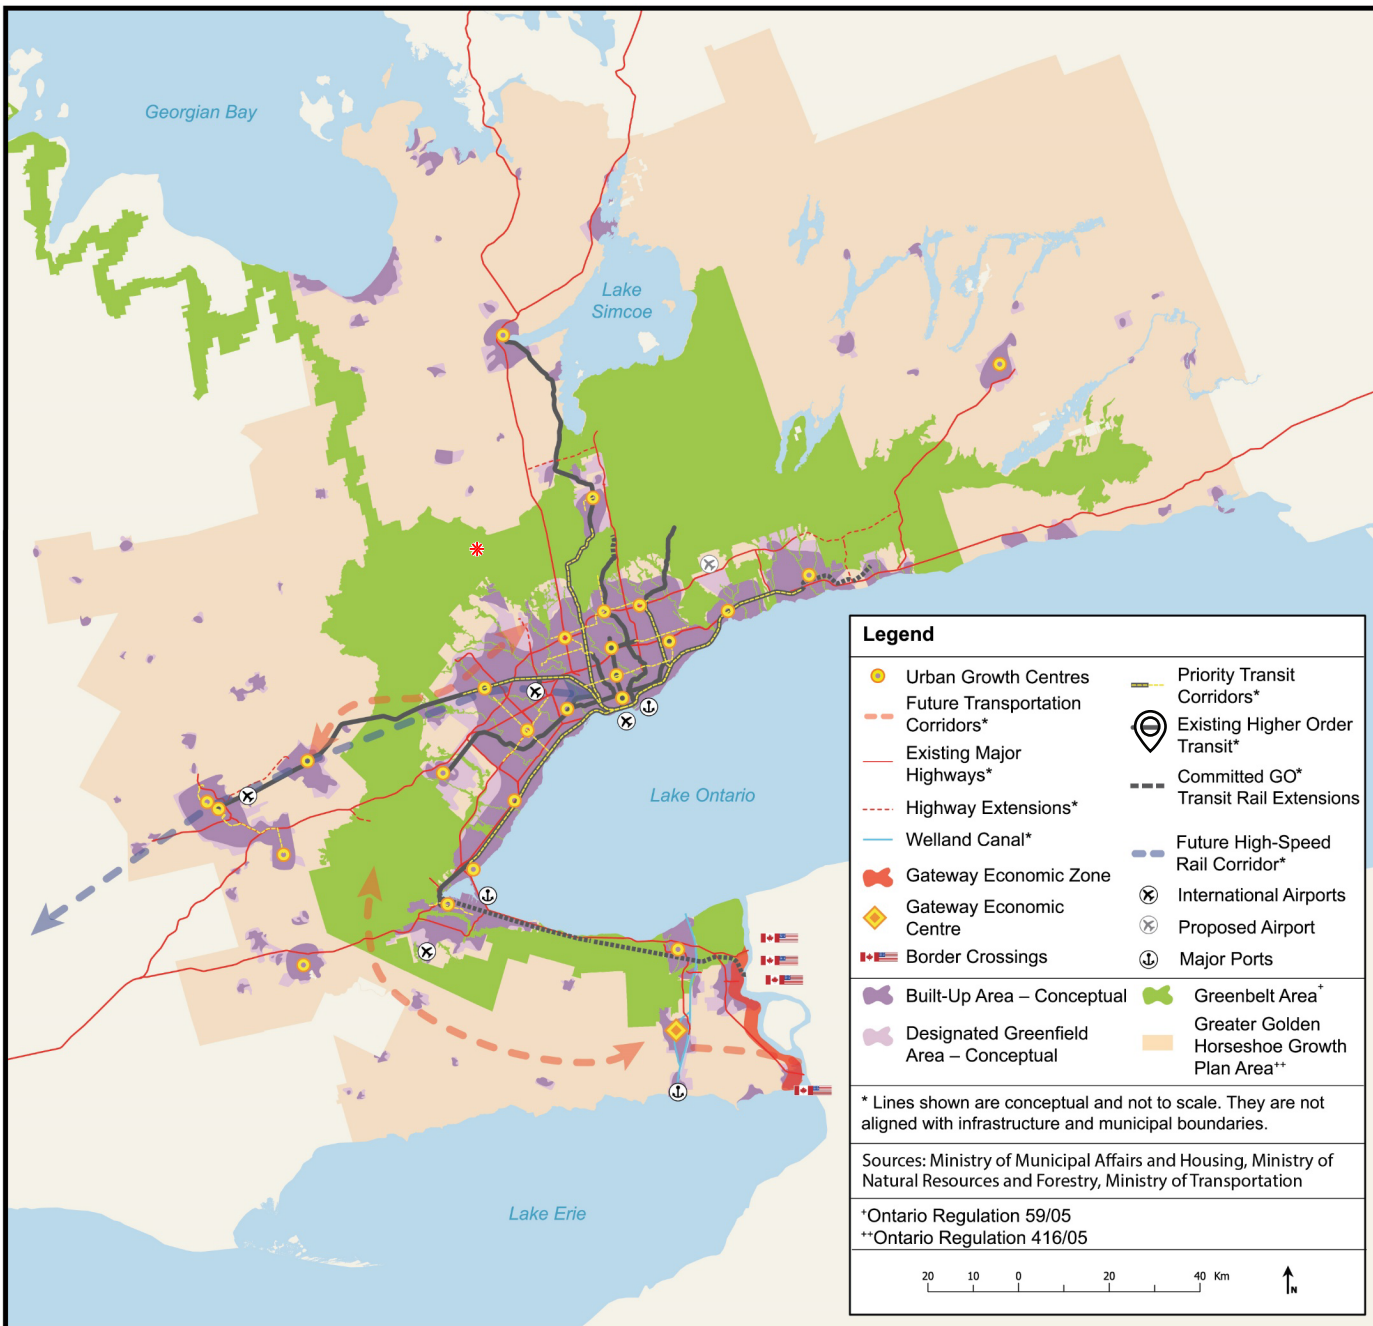 Georgian Bay
Lake
Simcoe
Lake Ontario
Lake Erie
Legend
Urban Growth Centres
Future Transportation
Corridors*
Existing Major
Highways*
Highway Extensions*
Welland Canal*
Gateway Economic Zone
Gateway Economic
Centre
Border Crossings
Priority Transit
Corridors*
Existing Higher Order
Transit*
Committed GO*
Transit Rail Extensions
Future High-Speed
Rail Corridor*
International Airports
Proposed Airport
Major Ports
Built-Up Area – Conceptual
Designated Greenfield
Area – Conceptual
Greenbelt Area+
Greater Golden
Horseshoe Growth
Plan Area++
* Lines shown are conceptual and not to scale. They are not
aligned with infrastructure and municipal boundaries.
Sources: Ministry of Municipal Affairs and Housing, Ministry of
Natural Resources and Forestry, Ministry of Transportation
+Ontario Regulation 59/05
++Ontario Regulation 416/05
20 10 0 20 40 Km
N